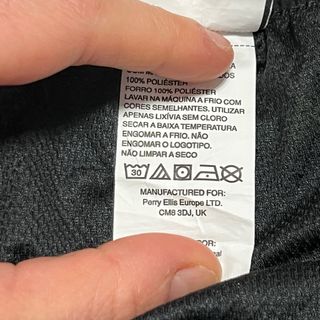 100% POLIÉSTER
FORRO 100% POLIÉSTER
LAVAR NA MÁQUINA A FRIO COM
CORES SEMELHANTES. UTILIZAR
APENAS LIXÍVIA SEM CLORO
SECAR A BAIXA TEMPERATURA
ENGOMAR A FRIO. NÃO
ENGOMAR O LOGOTIPO.
NÃO LIMPAR A SECO
30
MANUFACTURED FOR:
Perry Ellis Europe LTD.
CM8 3DJ, UK